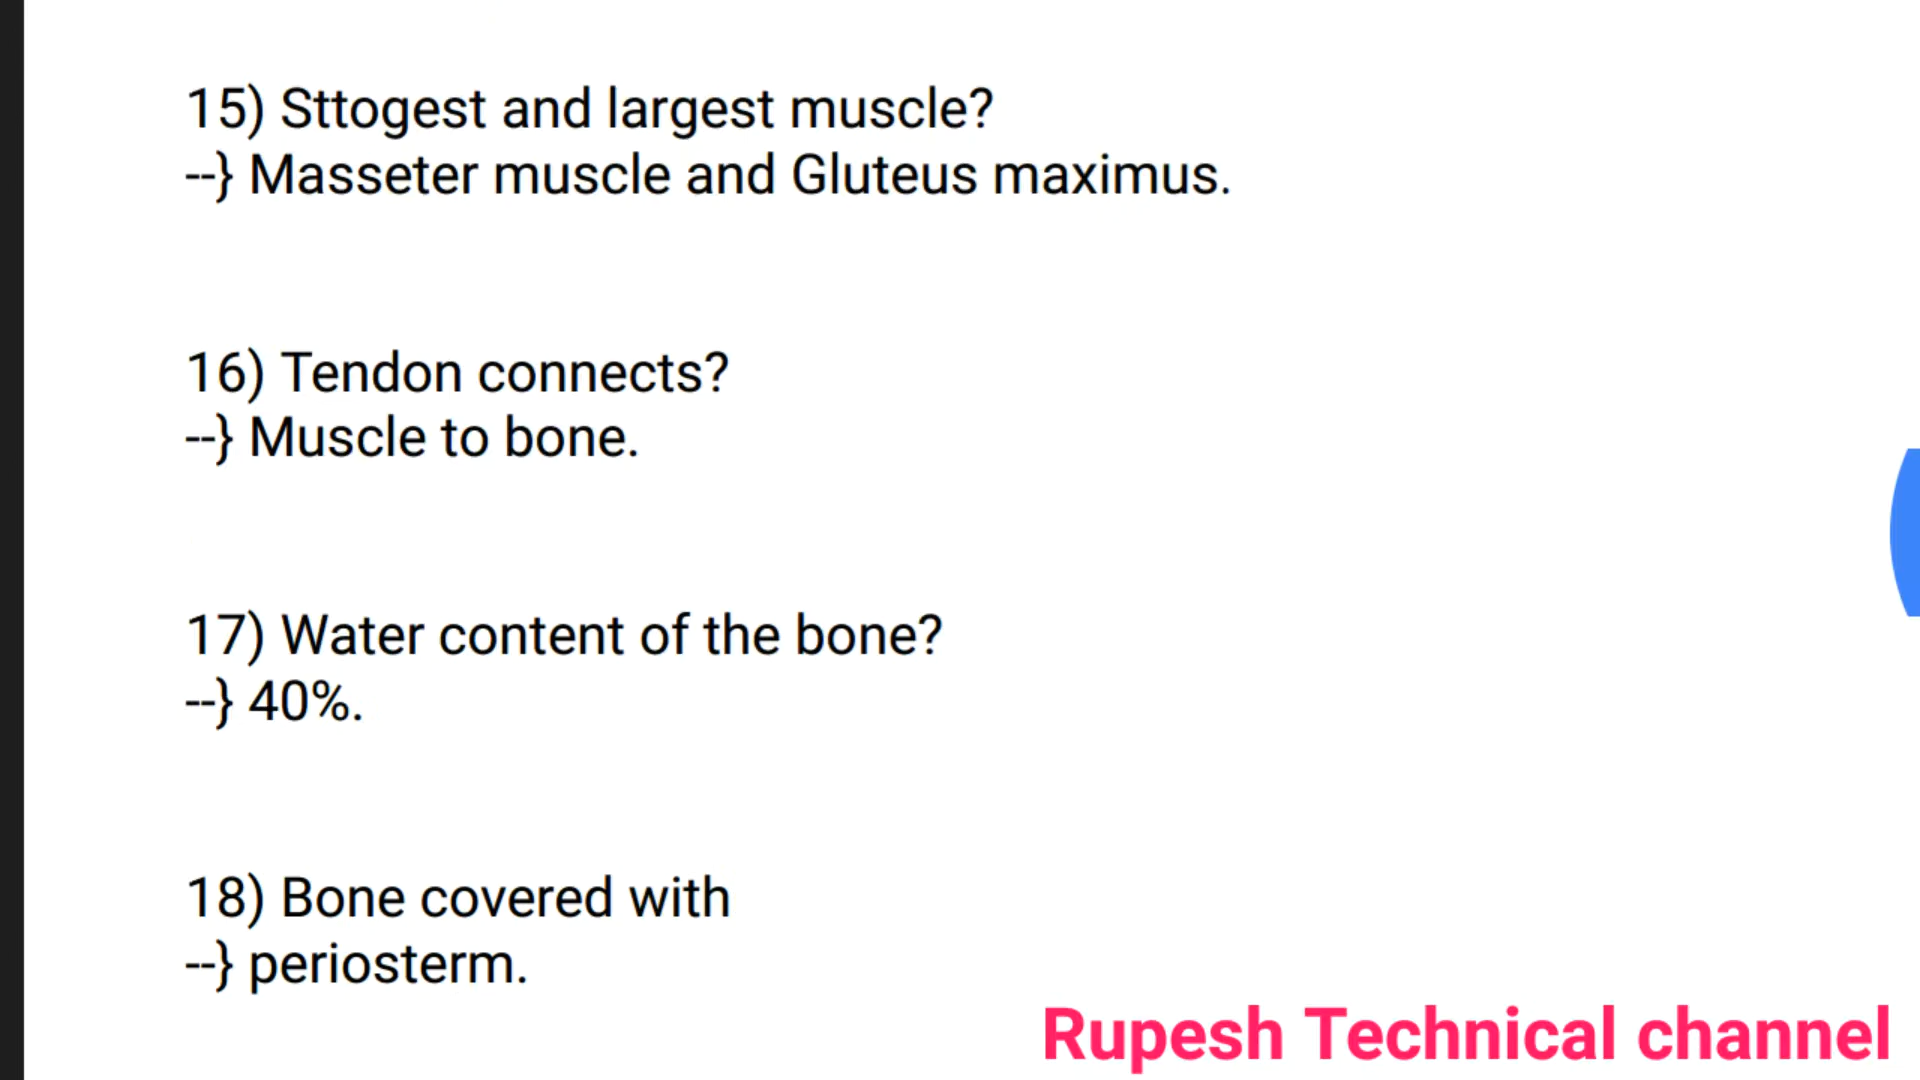 15) Sttogest and largest muscle?
--} Masseter muscle and Gluteus maximus.
16) Tendon connects?
--} Muscle to bone.
17) Water content of the bone?
--} 40%.
18) Bone covered with
--} periosterm.
Rupesh Technical channel